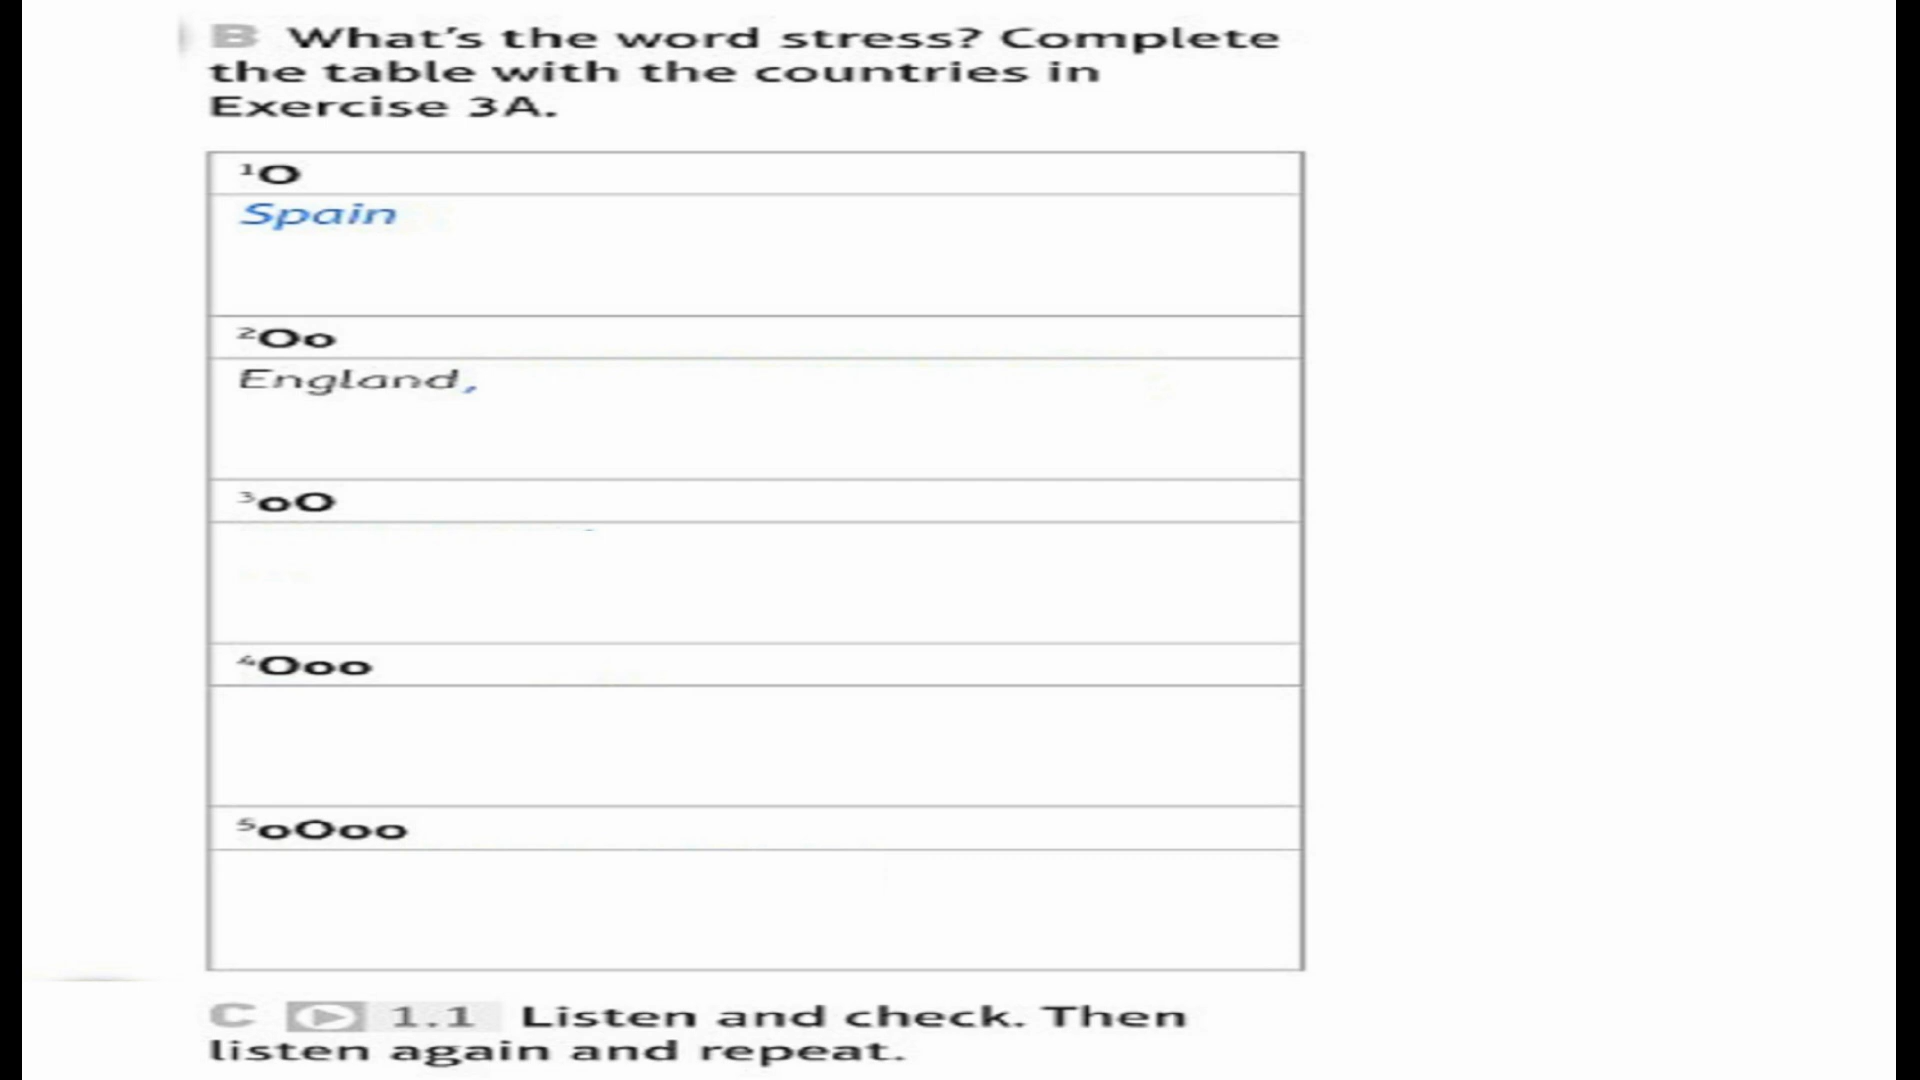 B What's the word stress? Complete
the table with the countries in
Exercise 3A.
¹O
Spain
²Oo
England,
³oO
⁴Ooo
⁵oOoo
C 1.1 Listen and check. Then
listen again and repeat.